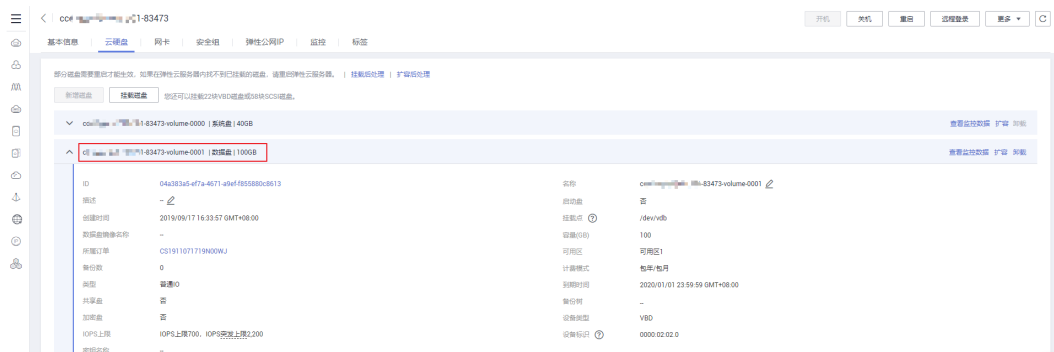 1-83473
开机 关机 重启 远程登录 更多
基本信息 云硬盘 网卡 安全组 弹性公网IP 监控 标签
部分磁盘需要重启才能生效，如果在弹性云服务器内找不到已挂载的磁盘，请重启弹性云服务器。 | 挂载后处理 | 扩容后处理
新增磁盘 挂载磁盘 您还可以挂载22块VBD磁盘或58块SCSI磁盘。
1-83473-volume-0000 | 系统盘 | 40GB 查看监控数据 扩容 卸载
1-83473-volume-0001 | 数据盘 | 100GB 查看监控数据 扩容 卸载
ID 04a383a5-ef7a-4671-a9ef-f855880c8613 名称 -83473-volume-0001
描述 -- 启动盘 否
创建时间 2019/09/17 16:33:57 GMT+08:00 挂载点 /dev/vdb
数据盘镜像名称 -- 容量(GB) 100
所属订单 CS1911071719N00WJ 可用区 可用区1
备份数 0 计费模式 包年/包月
类型 普通IO 到期时间 2020/01/01 23:59:59 GMT+08:00
共享盘 否 备份树 --
加密盘 否 设备类型 VBD
IOPS上限 IOPS上限700，IOPS突发上限2,200 设备标识 0000:02:02.0
密钥名称 --